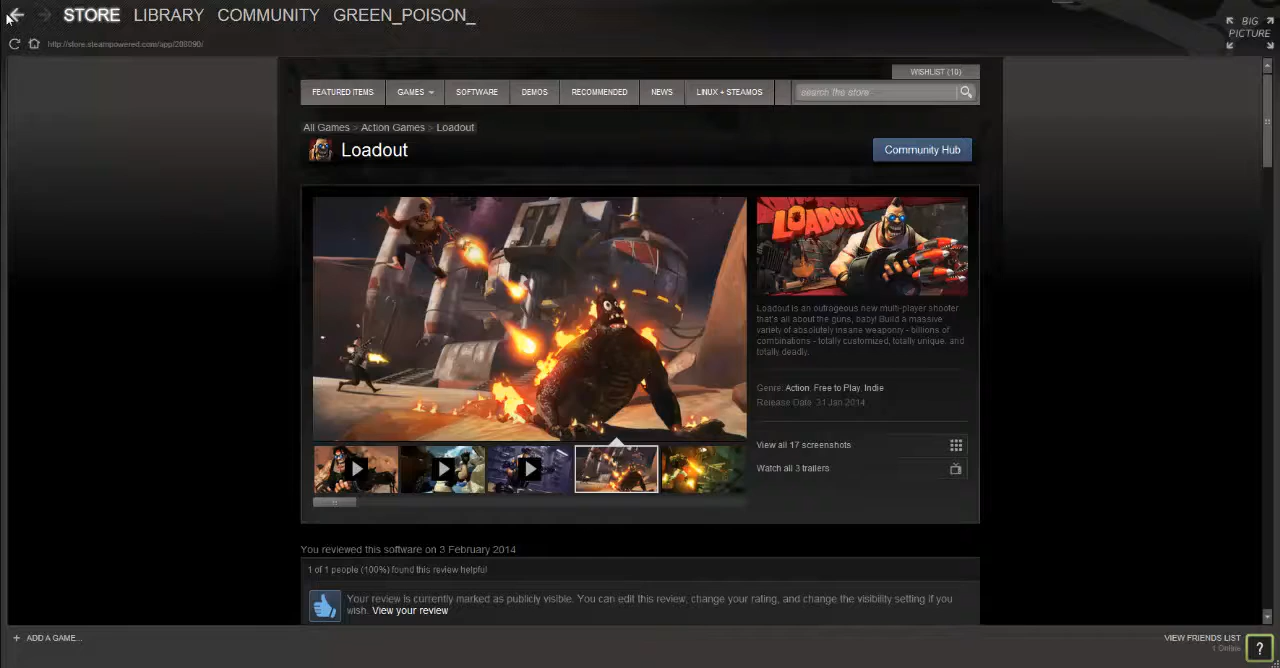 STORE LIBRARY COMMUNITY GREEN_POISON_
BIG
PICTURE
http://store.steampowered.com/app/208090/
WISHLIST (10)
FEATURED ITEMS GAMES SOFTWARE DEMOS RECOMMENDED NEWS LINUX + STEAMOS search the store
All Games > Action Games > Loadout
Loadout
Community Hub
LOADOUT
Loadout is an outrageous new multi-player shooter
that's all about the guns, baby! Build a massive
variety of absolutely insane weaponry - billions of
combinations - totally customized, totally unique, and
totally deadly.
Genre: Action, Free to Play, Indie
Release Date: 31 Jan 2014
View all 17 screenshots
Watch all 3 trailers
You reviewed this software on 3 February 2014
1 of 1 people (100%) found this review helpful
Your review is currently marked as publicly visible. You can edit this review, change your rating, and change the visibility setting if you
wish. View your review
+ ADD A GAME...
VIEW FRIENDS LIST
1 Online
?